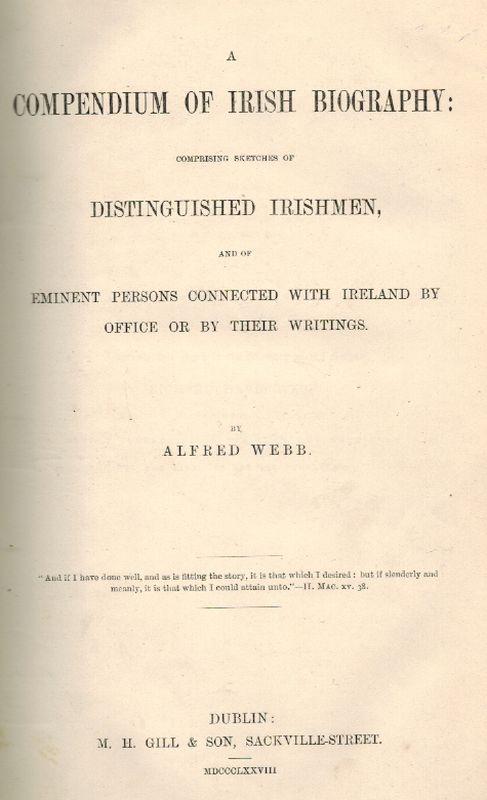 A
COMPENDIUM OF IRISH BIOGRAPHY:
COMPRISING SKETCHES OF
DISTINGUISHED IRISHMEN,
AND OF
EMINENT PERSONS CONNECTED WITH IRELAND BY
OFFICE OR BY THEIR WRITINGS.
BY
ALFRED WEBB.
"And if I have done well, and as is fitting the story, it is that which I desired: but if slenderly and
meanly, it is that which I could attain unto."—II. MAC. xv. 38.
DUBLIN:
M. H. GILL & SON, SACKVILLE-STREET.
MDCCCLXXVIII